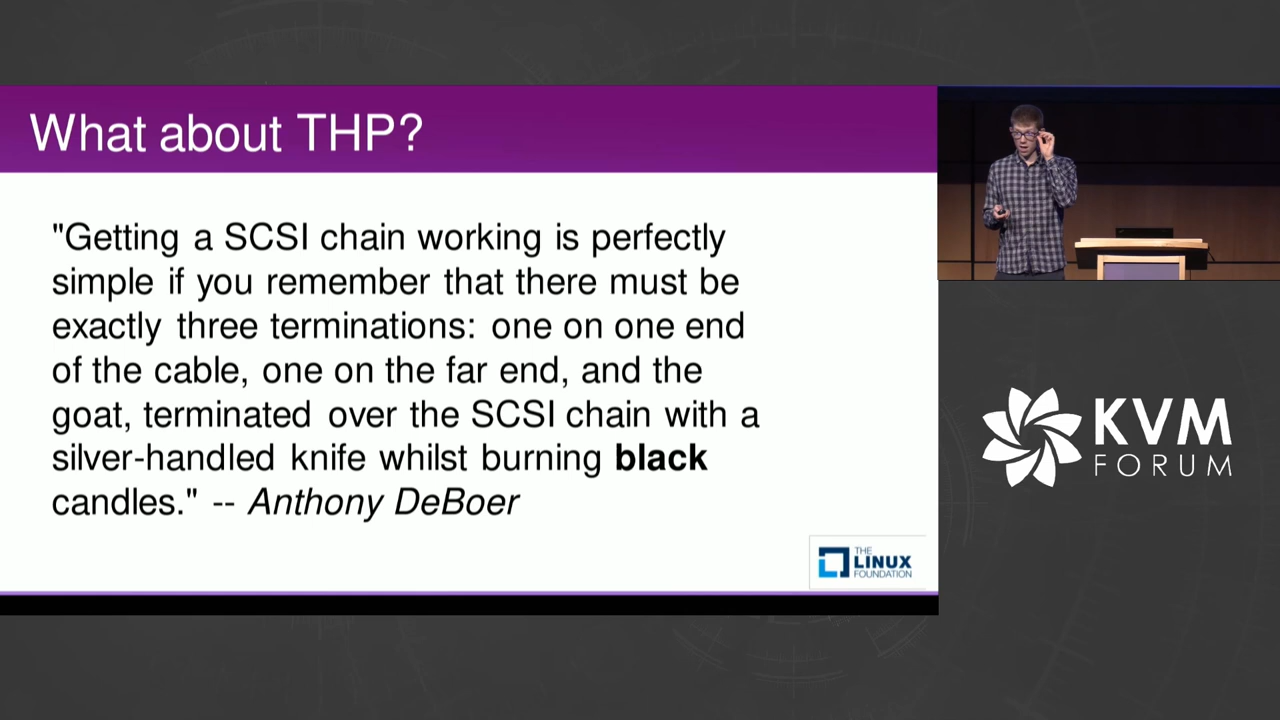 What about THP?
"Getting a SCSI chain working is perfectly
simple if you remember that there must be
exactly three terminations: one on one end
of the cable, one on the far end, and the
goat, terminated over the SCSI chain with a
silver-handled knife whilst burning black
candles." -- Anthony DeBoer
THE
LINUX
FOUNDATION
KVM
FORUM